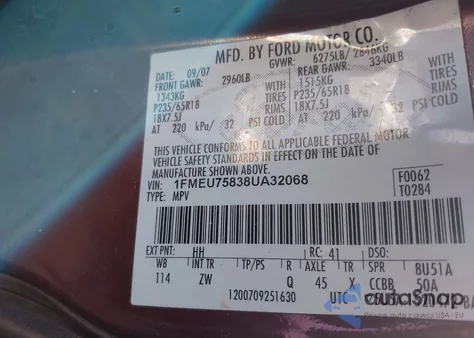 MFD. BY FORD MOTOR CO.
DATE: 09/07 GVWR: 6275LB/ 2846KG
FRONT GAWR: 2960LB REAR GAWR: 3340LB
1343KG WITH 1515KG WITH
P235/65R18 TIRES P235/65R18 TIRES
18X7.5J RIMS 18X7.5J RIMS
AT 220 kPa/ 32 PSI COLD AT 220 kPa/ 32 PSI COLD
THIS VEHICLE CONFORMS TO ALL APPLICABLE FEDERAL MOTOR
VEHICLE SAFETY STANDARDS IN EFFECT ON THE DATE OF
MANUFACTURE SHOWN ABOVE.
VIN: 1FMEU75838UA32068 F0062
TYPE: MPV T0284
EXT PNT: HH RC: 41 DSO:
WB INT TR TP/PS R AXLE TR SPR 8U51A
114 ZW Q 45 X CCBB 50A
1200709251630 UTC
autoSnap
Verified auctions · USA - EU